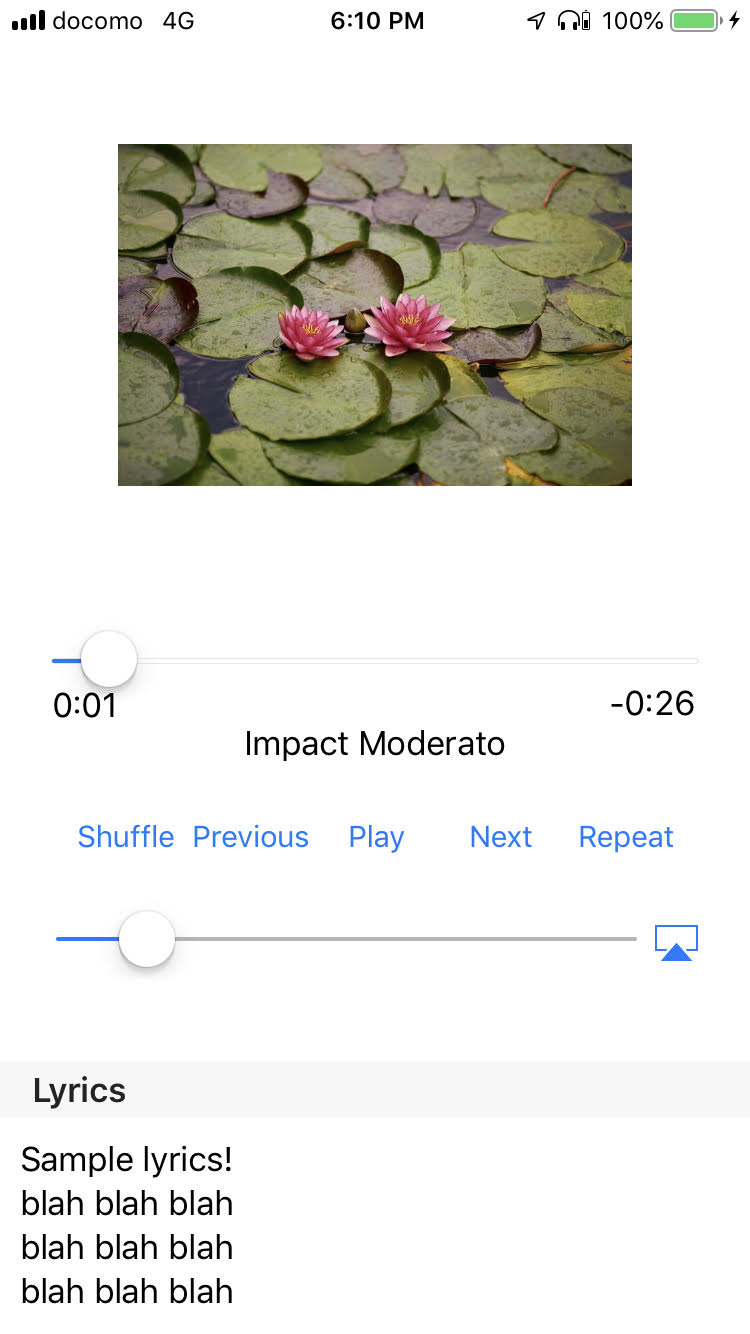 docomo 4G 6:10 PM 100%
0:01 -0:26
Impact Moderato
Shuffle Previous Play Next Repeat
Lyrics
Sample lyrics!
blah blah blah
blah blah blah
blah blah blah